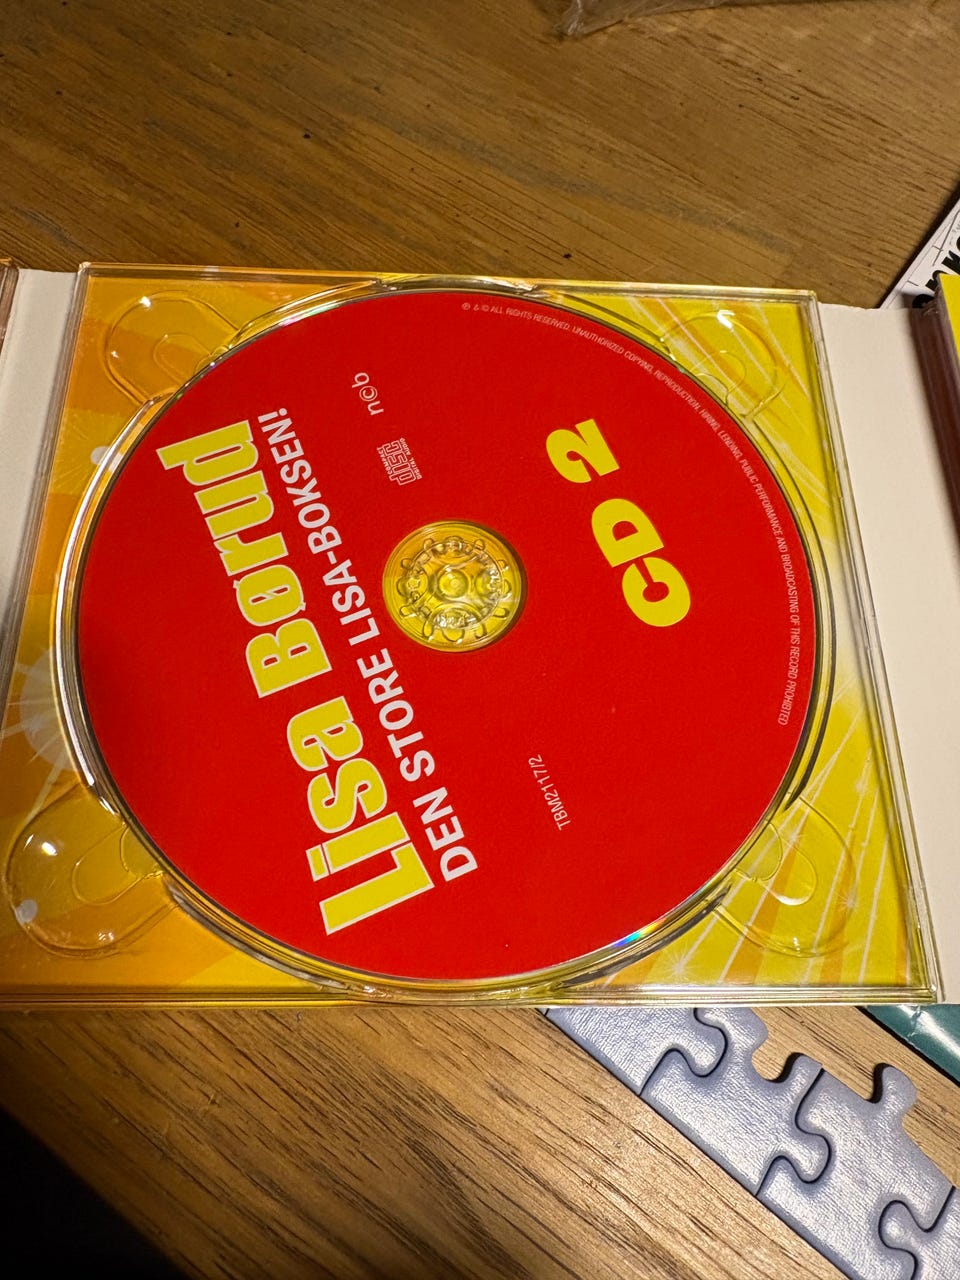 Lisa Børud
DEN STORE LISA-BOKSEN!
n©b
COMPACT
disc
DIGITAL AUDIO
CD 2
TBM2117/2
℗ & © ALL RIGHTS RESERVED. UNAUTHORIZED COPYING, REPRODUCTION, HIRING, LENDING, PUBLIC PERFORMANCE AND BROADCASTING OF THIS RECORD PROHIBITED